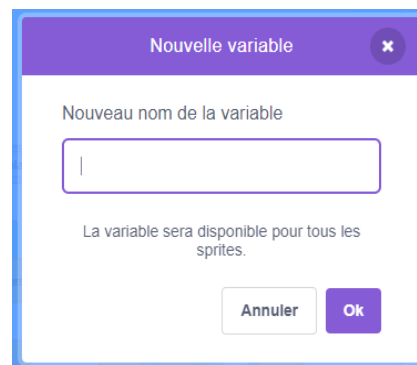 Nouvelle variable
Nouveau nom de la variable
La variable sera disponible pour tous les
sprites.
Annuler Ok